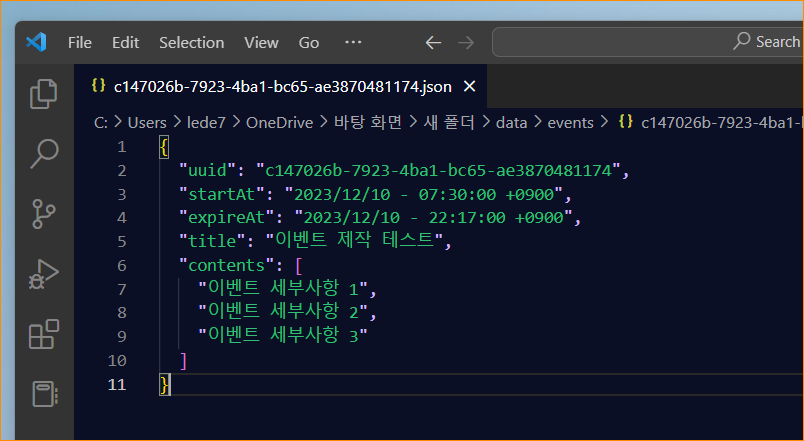 File Edit Selection View Go ··· Search
c147026b-7923-4ba1-bc65-ae3870481174.json
C: > Users > lede7 > OneDrive > 바탕 화면 > 새 폴더 > data > events > {} c147026b-7923-4ba1-b
1 {
2 "uuid": "c147026b-7923-4ba1-bc65-ae3870481174",
3 "startAt": "2023/12/10 - 07:30:00 +0900",
4 "expireAt": "2023/12/10 - 22:17:00 +0900",
5 "title": "이벤트 제작 테스트",
6 "contents": [
7 "이벤트 세부사항 1",
8 "이벤트 세부사항 2",
9 "이벤트 세부사항 3"
10 ]
11 }